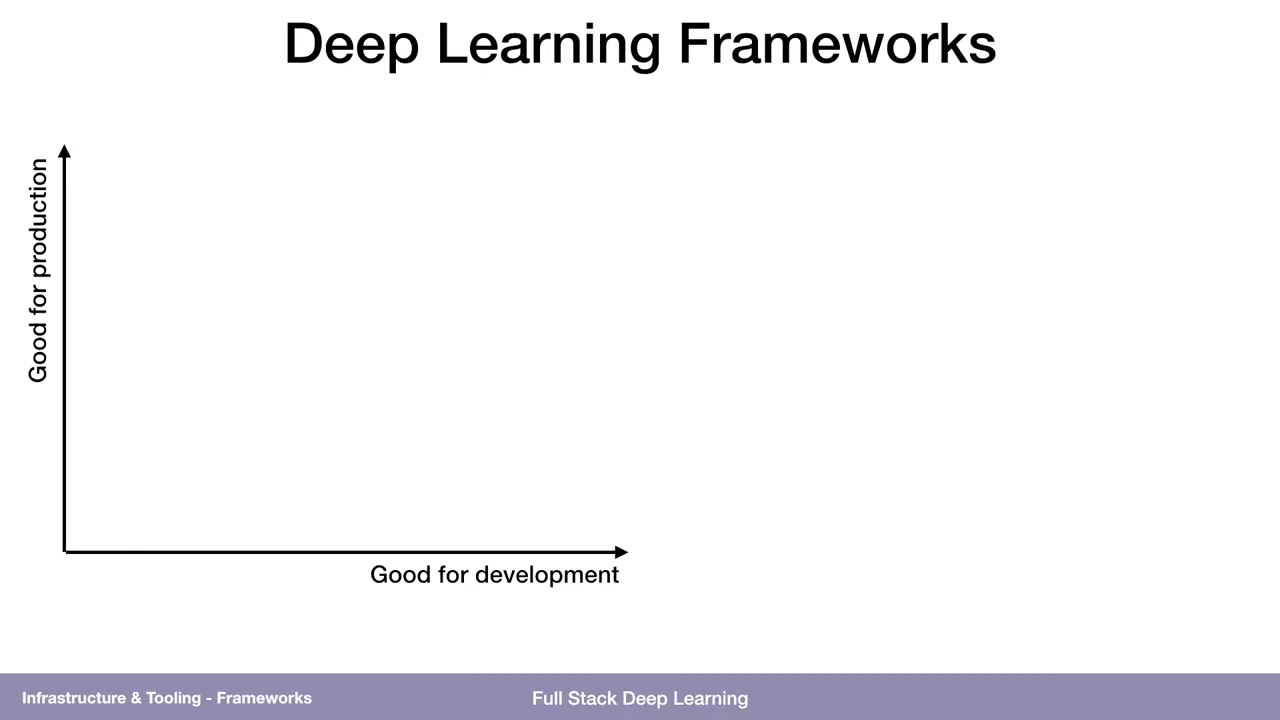 Deep Learning Frameworks
Good for production
Good for development
Infrastructure & Tooling - Frameworks
Full Stack Deep Learning